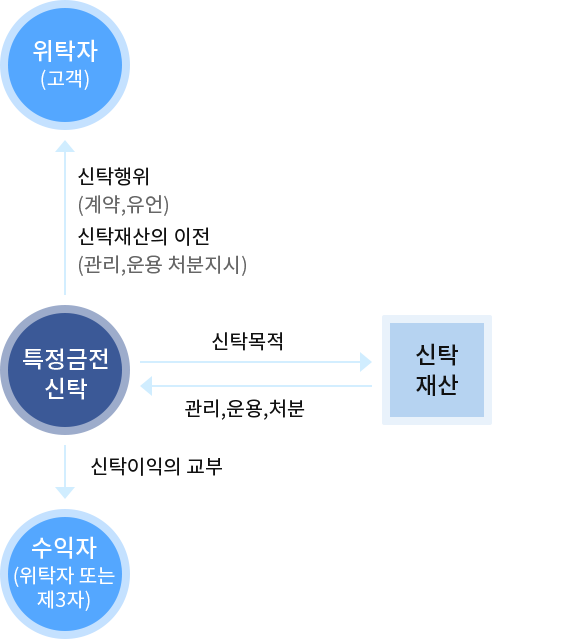 위탁자
(고객)
신탁행위
(계약,유언)
신탁재산의 이전
(관리,운용 처분지시)
특정금전
신탁
신탁목적
관리,운용,처분
신탁
재산
신탁이익의 교부
수익자
(위탁자 또는
제3자)